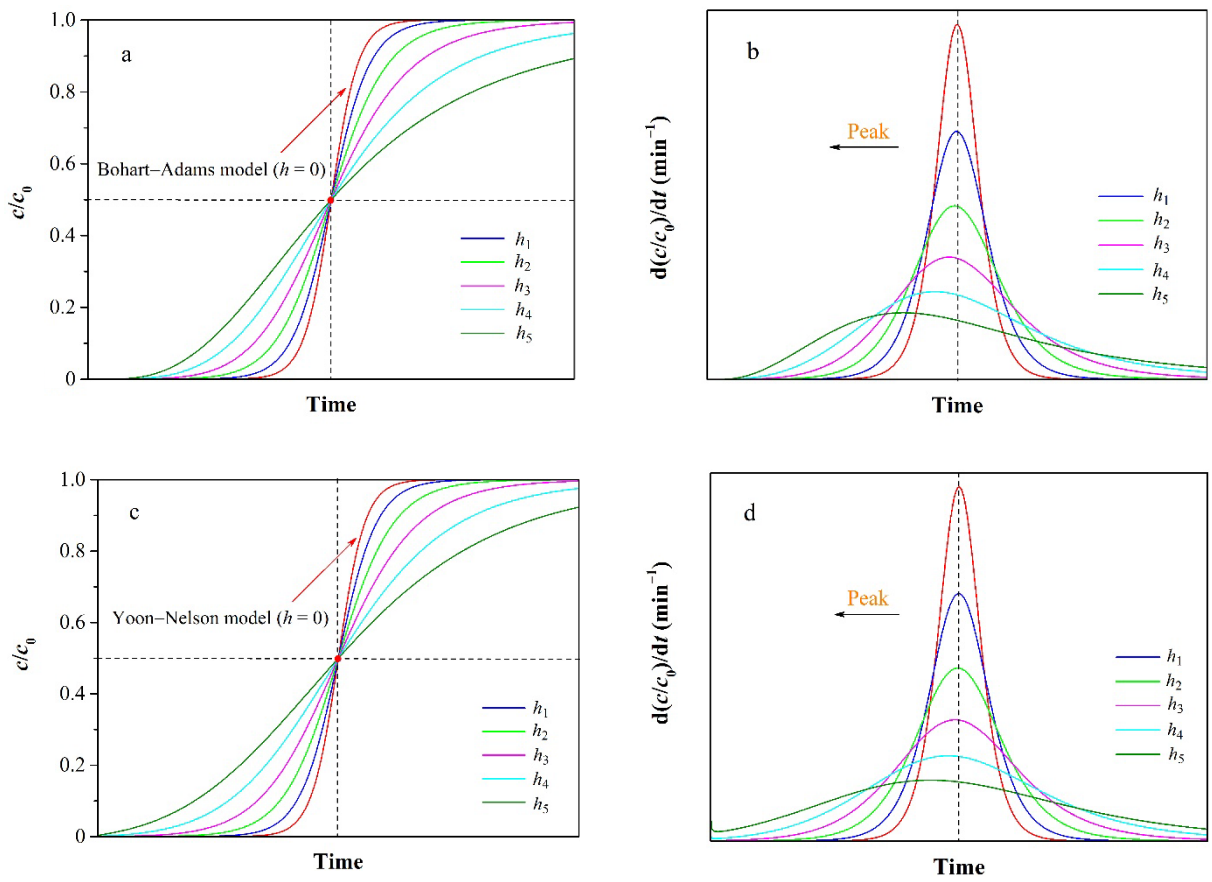 a
1.0
0.8
0.6
0.4
0.2
0
c/c₀
Bohart−Adams model (h = 0)
h₁
h₂
h₃
h₄
h₅
Time
b
d(c/c₀)/dt (min⁻¹)
Peak
h₁
h₂
h₃
h₄
h₅
Time
c
1.0
0.8
0.6
0.4
0.2
0
c/c₀
Yoon−Nelson model (h = 0)
h₁
h₂
h₃
h₄
h₅
Time
d
d(c/c₀)/dt (min⁻¹)
Peak
h₁
h₂
h₃
h₄
h₅
Time